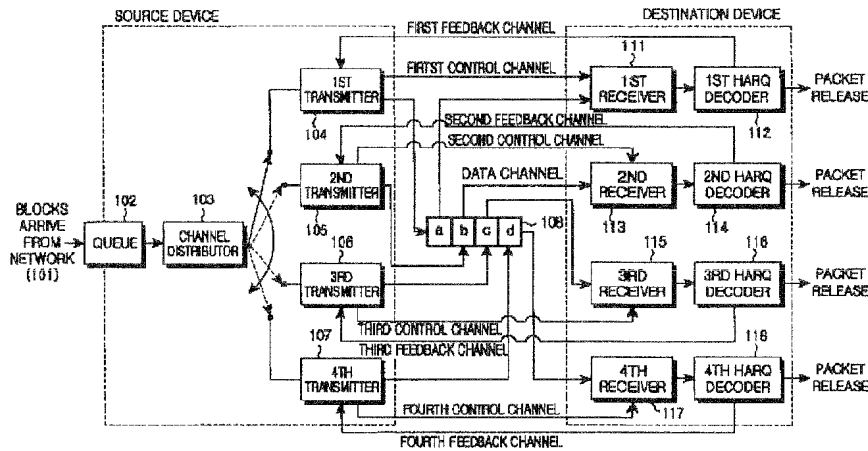 SOURCE DEVICE
DESTINATION DEVICE
FIRST FEEDBACK CHANNEL
111
FIRTST CONTROL CHANNEL
1ST
TRANSMITTER
104
1ST
RECEIVER
1ST HARQ
DECODER
112
PACKET
RELEASE
SECOND FEEDBACK CHANNEL
SECOND CONTROL CHANNEL
DATA CHANNEL
2ND
TRANSMITTER
105
2ND
RECEIVER
113
2ND HARQ
DECODER
114
PACKET
RELEASE
BLOCKS
ARRIVE
FROM
NETWORK
(101)
102
QUEUE
103
CHANNEL
DISTRIBUTOR
a b c d
108
106
3RD
TRANSMITTER
115
3RD
RECEIVER
116
3RD HARQ
DECODER
PACKET
RELEASE
THIRD CONTROL CHANNEL
THIRD FEEDBACK CHANNEL
107
4TH
TRANSMITTER
4TH
RECEIVER
117
118
4TH HARQ
DECODER
PACKET
RELEASE
FOURTH CONTROL CHANNEL
FOURTH FEEDBACK CHANNEL